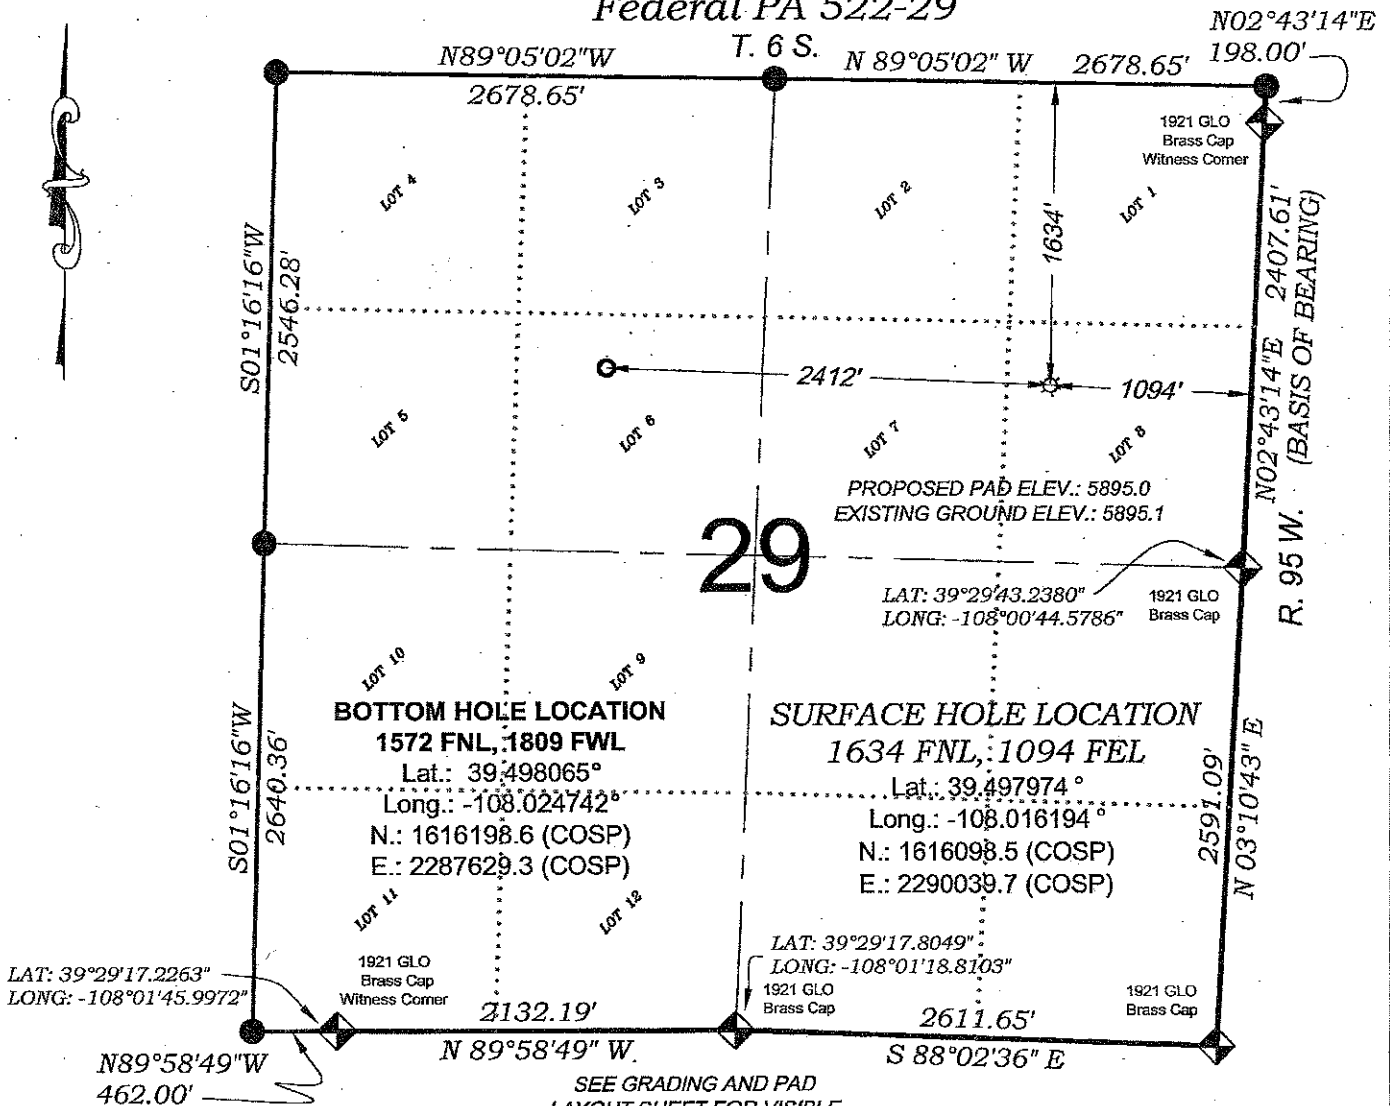 Federal PA 522-29
T. 6 S.
N89°05'02"W
2678.65'
N 89°05'02" W 2678.65'
N02°43'14"E
198.00'
1921 GLO
Brass Cap
Witness Corner
LOT 4
LOT 3
LOT 2
LOT 1
1634'
S01°16'16"W
2546.28'
N02°43'14"E 2407.61'
(BASIS OF BEARING)
2412'
1094'
LOT 5
LOT 6
LOT 7
LOT 8
PROPOSED PAD ELEV.: 5895.0
EXISTING GROUND ELEV.: 5895.1
29
R. 95 W.
LAT: 39°29'43.2380"
LONG: -108°00'44.5786"
1921 GLO
Brass Cap
LOT 10
LOT 9
BOTTOM HOLE LOCATION
1572 FNL, 1809 FWL
Lat.: 39.498065°
Long.: -108.024742°
N.: 1616198.6 (COSP)
E.: 2287629.3 (COSP)
SURFACE HOLE LOCATION
1634 FNL, 1094 FEL
Lat.: 39.497974 °
Long.: -108.016194 °
N.: 1616098.5 (COSP)
E.: 2290039.7 (COSP)
S01°16'16"W
2640.36'
2591.09'
N 03°10'43" E
LOT 11
LOT 12
LAT: 39°29'17.2263"
LONG: -108°01'45.9972"
1921 GLO
Brass Cap
Witness Corner
LAT: 39°29'17.8049"
LONG: -108°01'18.8103"
1921 GLO
Brass Cap
1921 GLO
Brass Cap
2132.19'
N 89°58'49" W.
2611.65'
S 88°02'36" E
N89°58'49"W
462.00'
SEE GRADING AND PAD
LAYOUT SHEET FOR VISIBLE